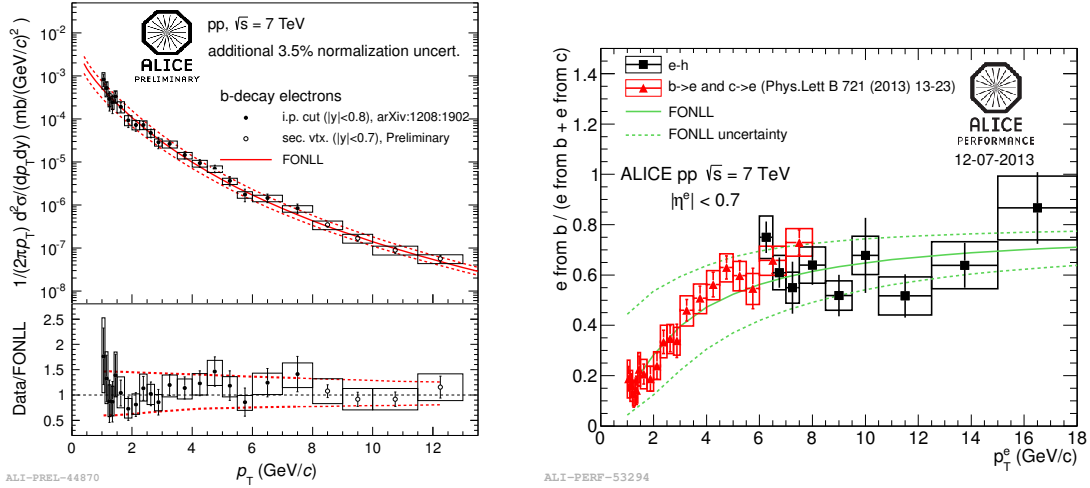 pp, √s = 7 TeV
additional 3.5% normalization uncert.
ALICE
PRELIMINARY
b-decay electrons
i.p. cut (|y|<0.8), arXiv:1208:1902
sec. vtx. (|y|<0.7), Preliminary
FONLL
1/(2πp_T) d²σ/(dp_T dy) (mb/(GeV/c)²)
10⁻²
10⁻³
10⁻⁴
10⁻⁵
10⁻⁶
10⁻⁷
10⁻⁸
Data/FONLL
2.5
2
1.5
1
0.5
0 2 4 6 8 10 12
p_T (GeV/c)
ALI-PREL-44870
e-h
b->e and c->e (Phys.Lett B 721 (2013) 13-23)
FONLL
FONLL uncertainty
ALICE
PERFORMANCE
12-07-2013
ALICE pp √s = 7 TeV
|η^e| < 0.7
e from b / (e from b + e from c)
1.4
1.2
1
0.8
0.6
0.4
0.2
0
0 2 4 6 8 10 12 14 16 18
p_T^e (GeV/c)
ALI-PERF-53294